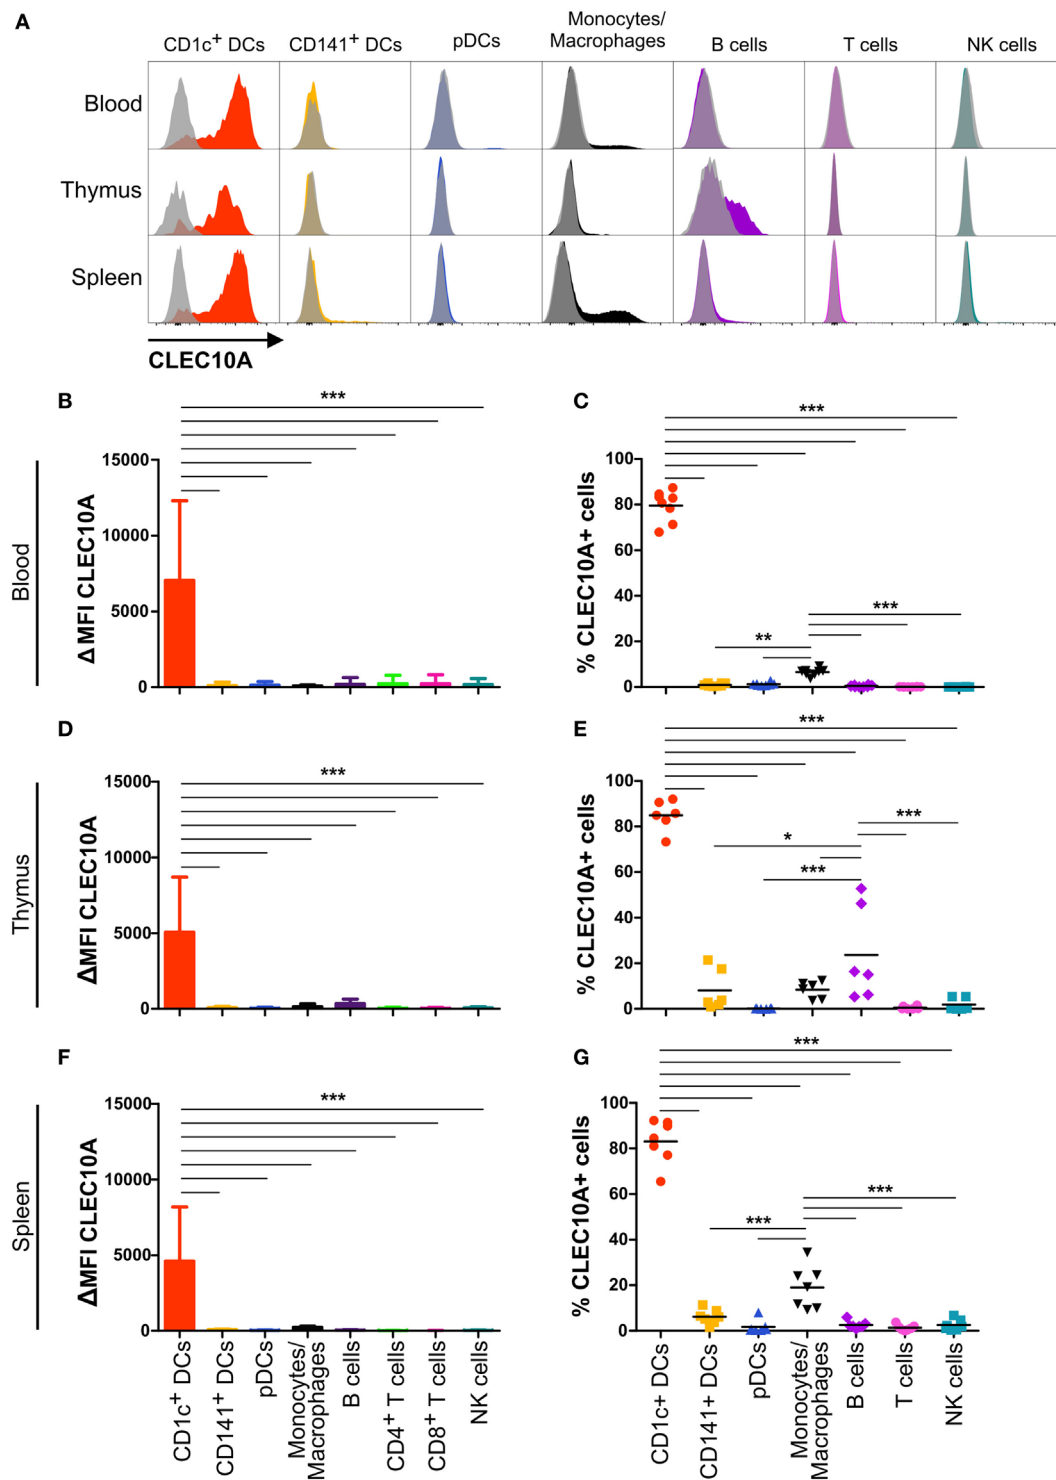 A
CD1c+ DCs
CD141+ DCs
pDCs
Monocytes/
Macrophages
B cells
T cells
NK cells
Blood
Thymus
Spleen
CLEC10A
B
***
15000
10000
5000
0
Δ MFI CLEC10A
Blood
C
***
100
80
60
40
20
0
% CLEC10A+ cells
**
***
D
***
15000
10000
5000
0
ΔMFI CLEC10A
Thymus
E
***
100
80
60
40
20
0
% CLEC10A+ cells
*
***
***
F
***
15000
10000
5000
0
ΔMFI CLEC10A
Spleen
CD1c+ DCs
CD141+ DCs
pDCs
Monocytes/
Macrophages
B cells
CD4+ T cells
CD8+ T cells
NK cells
G
***
100
80
60
40
20
0
% CLEC10A+ cells
***
***
CD1c+ DCs
CD141+ DCs
pDCs
Monocytes/
Macrophages
B cells
T cells
NK cells